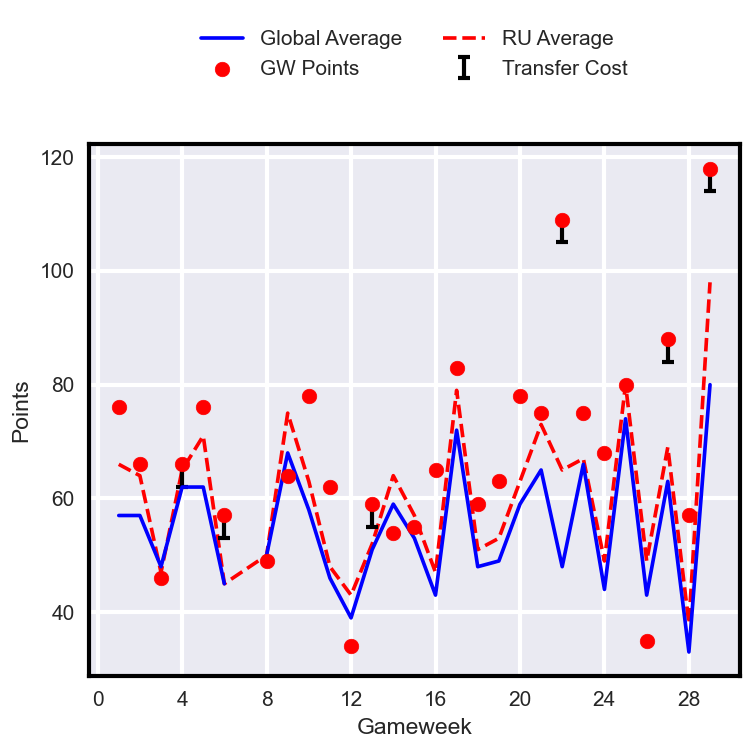 Global Average
RU Average
GW Points
Transfer Cost
120
100
80
60
40
Points
0 4 8 12 16 20 24 28
Gameweek